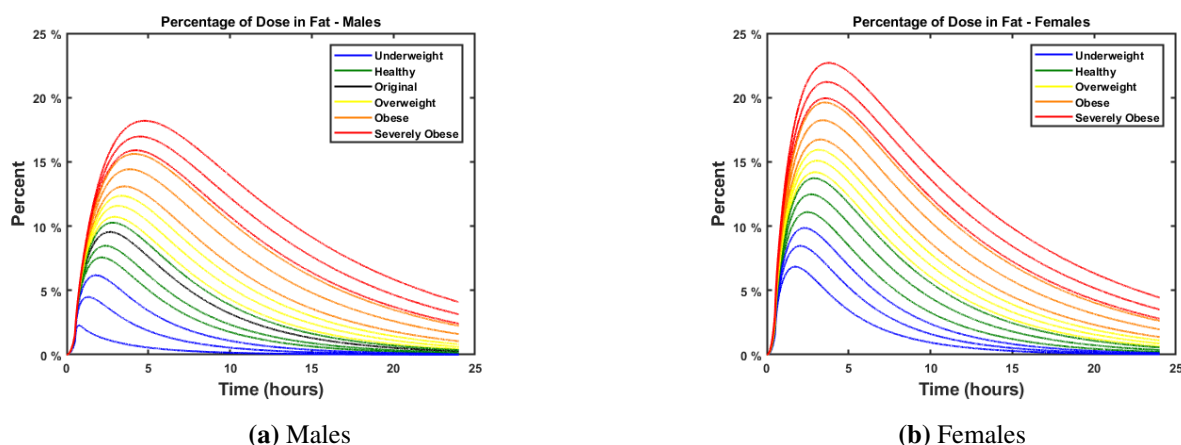 Percentage of Dose in Fat - Males
25 %
20 %
15 %
10 %
5 %
0 %
Percent
0 5 10 15 20 25
Time (hours)
Underweight
Healthy
Original
Overweight
Obese
Severely Obese
(a) Males
Percentage of Dose in Fat - Females
25 %
20 %
15 %
10 %
5 %
0 %
Percent
0 5 10 15 20 25
Time (hours)
Underweight
Healthy
Overweight
Obese
Severely Obese
(b) Females